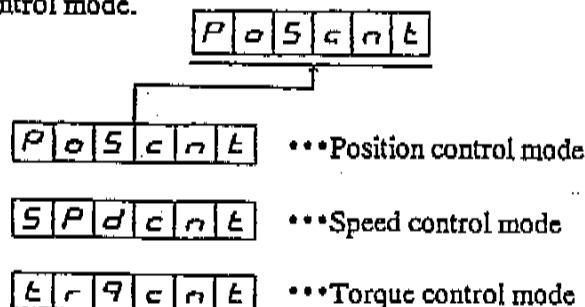 ntrol mode.
PoScnt
PoScnt •••Position control mode
SPdcnt •••Speed control mode
trqcnt •••Torque control mode